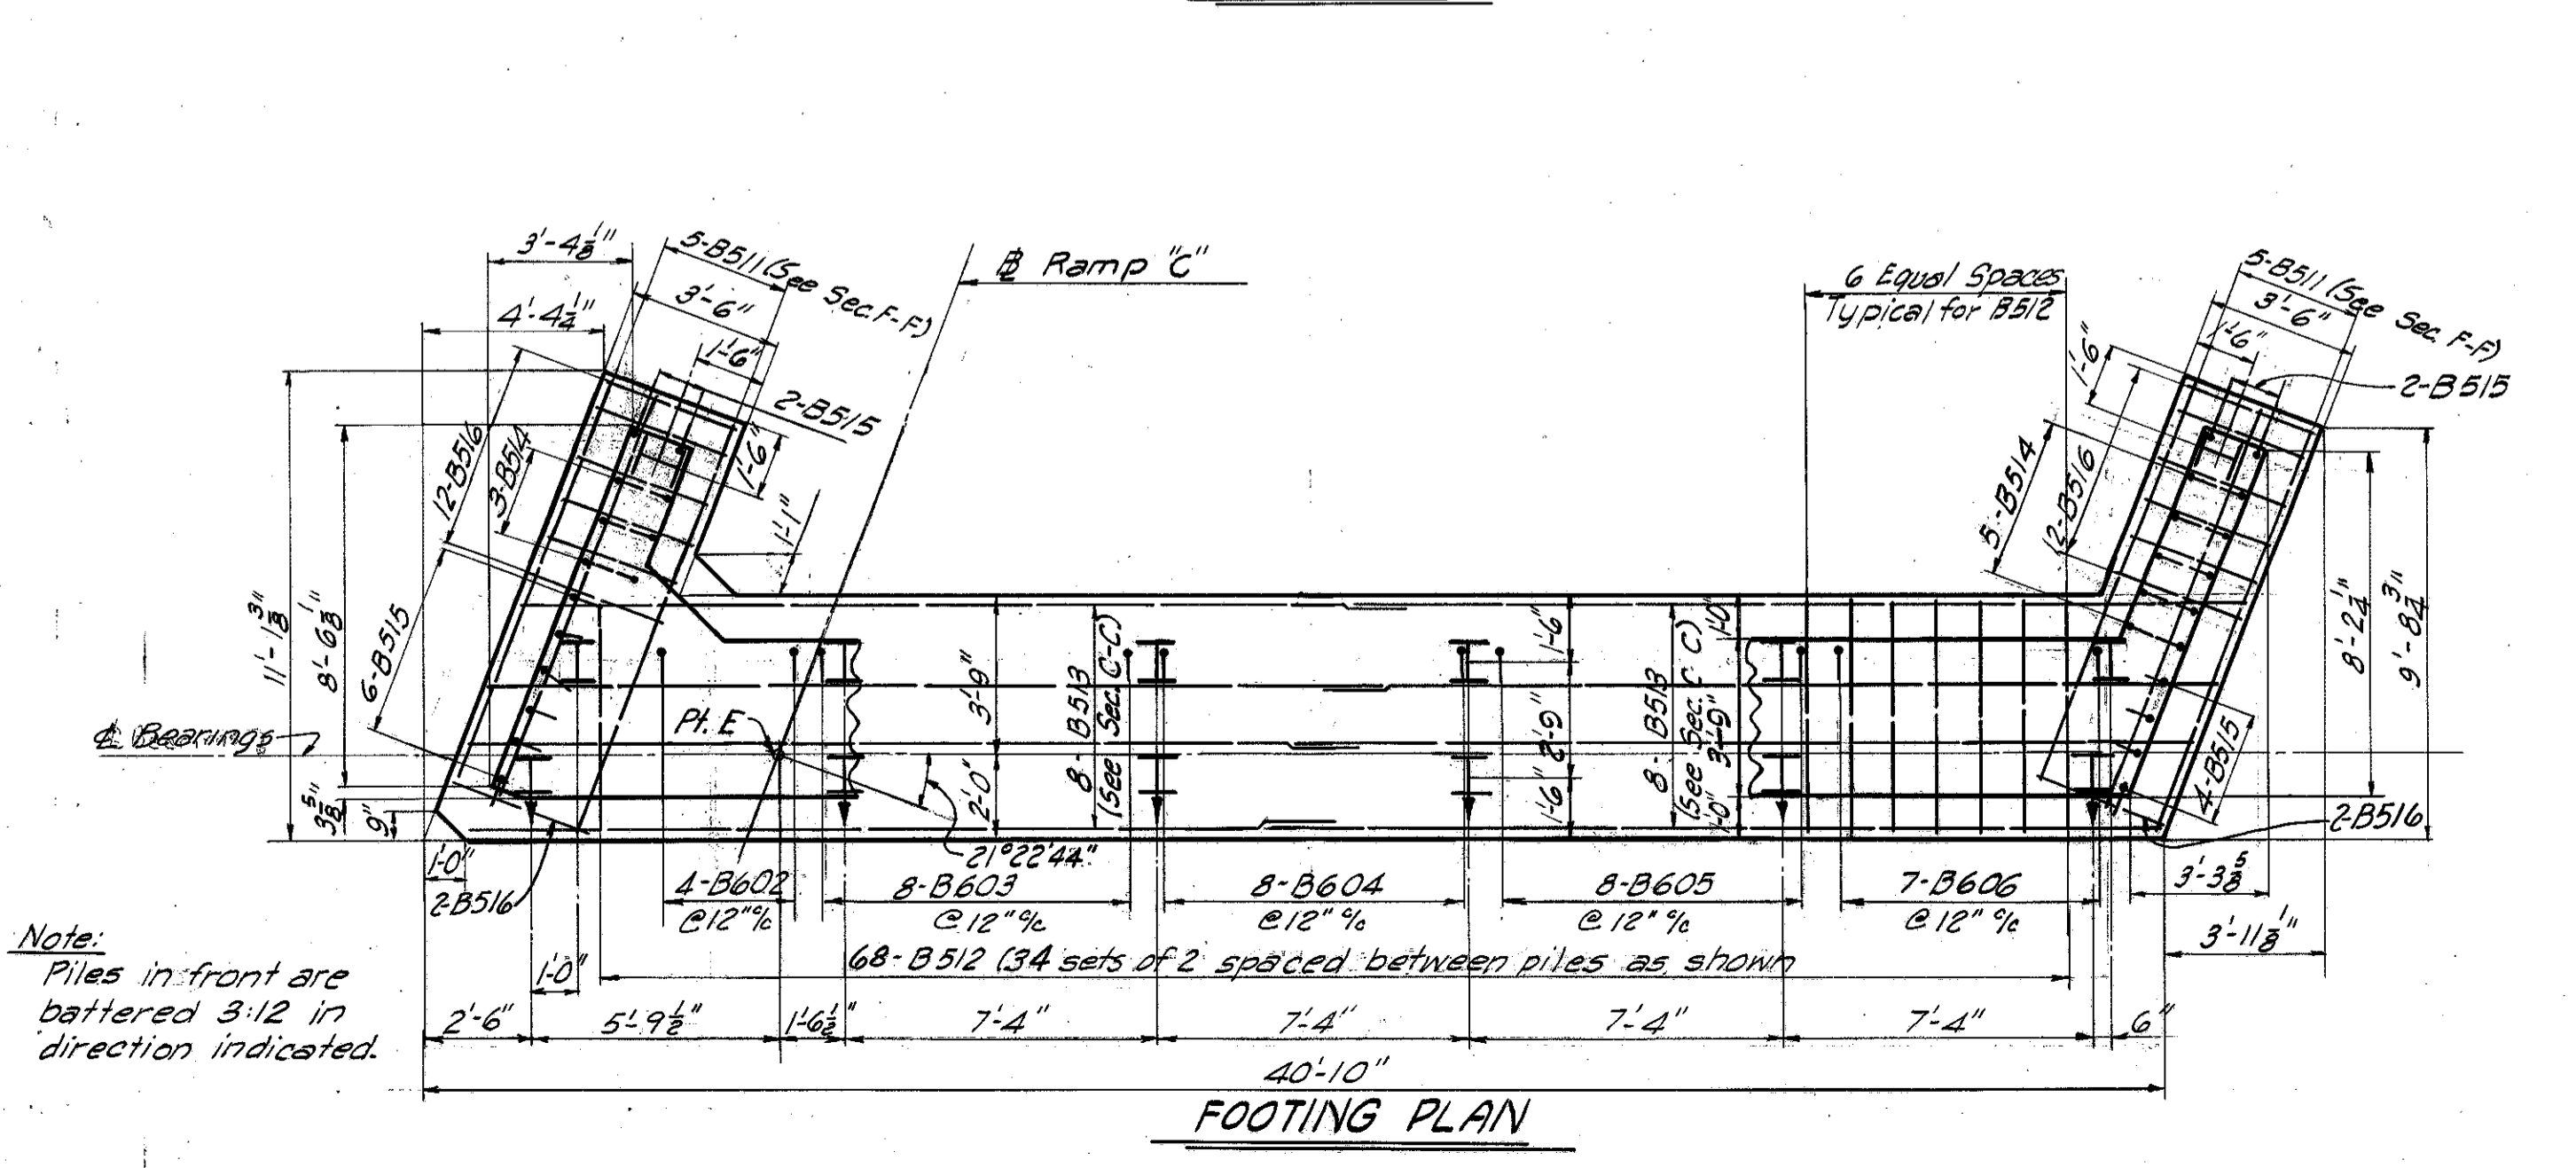 3'-4 1/8"
5-B511 (See Sec. F-F)
℄ Ramp "C"
4'-4 1/4"
3'-6"
1'-6"
2-B515
6 Equal Spaces
Typical for B512
5-B511 (See Sec. F-F)
3'-6"
1'-6"
1'-6"
2-B515
12-B516
3-B514
1'-6"
1'-1"
5-B514
12-B516
11'-1 3/8"
8'-6 1/8"
6-B515
3'-9"
8-B513
(See Sec. C-C)
1'-6"
2'-9"
1'-6"
8-B513
(See Sec. C-C)
1'-0"
3'-9"
1'-0"
8'-2 1/4"
9'-8 3/4"
℄ Bearings
Pt. E
2'-0"
4-B515
3 5/8"
9"
21°22'44"
2-B516
1'-0"
2-B516
4-B602
@ 12" c/c
8-B603
@ 12" c/c
8-B604
@ 12" c/c
8-B605
@ 12" c/c
7-B606
@ 12" c/c
3'-3 5/8"
3'-11 1/8"
Note:
Piles in front are
battered 3:12 in
direction indicated.
1'-0"
68-B512 (34 sets of 2 spaced between piles as shown
2'-6"
5'-9 1/2"
1'-6 1/2"
7'-4"
7'-4"
7'-4"
7'-4"
6"
40'-10"
FOOTING PLAN